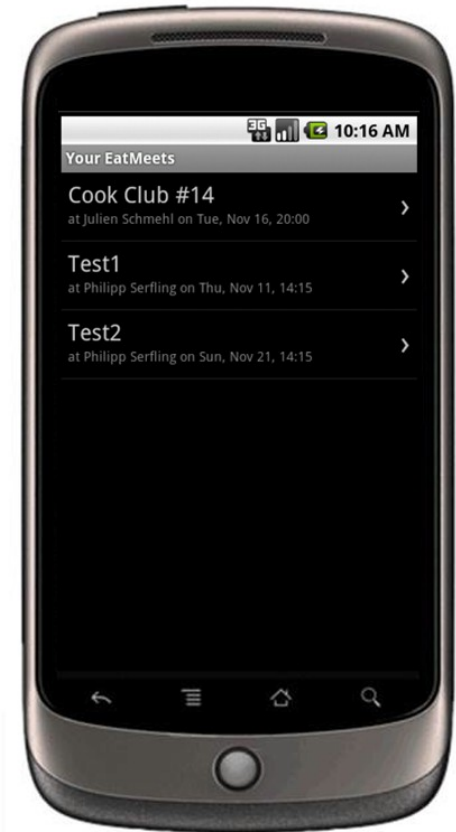 3G 10:16 AM
Your EatMeets
Cook Club #14
at Julien Schmehl on Tue, Nov 16, 20:00
Test1
at Philipp Serfling on Thu, Nov 11, 14:15
Test2
at Philipp Serfling on Sun, Nov 21, 14:15